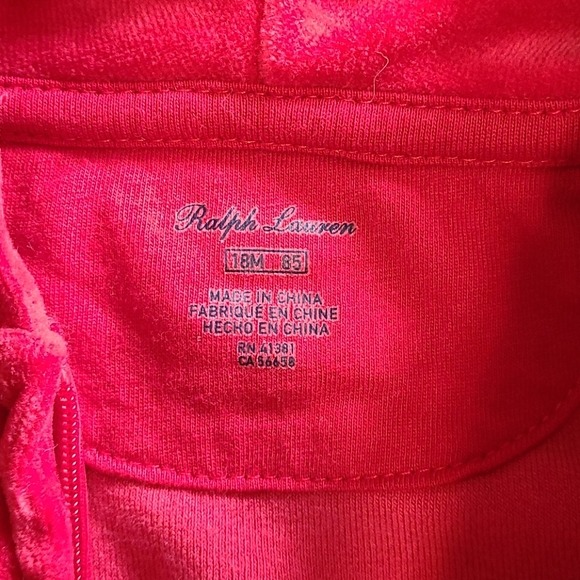 Ralph Lauren
18M 85
MADE IN CHINA
FABRIQUÉ EN CHINE
HECHO EN CHINA
RN 41381
CA 56658